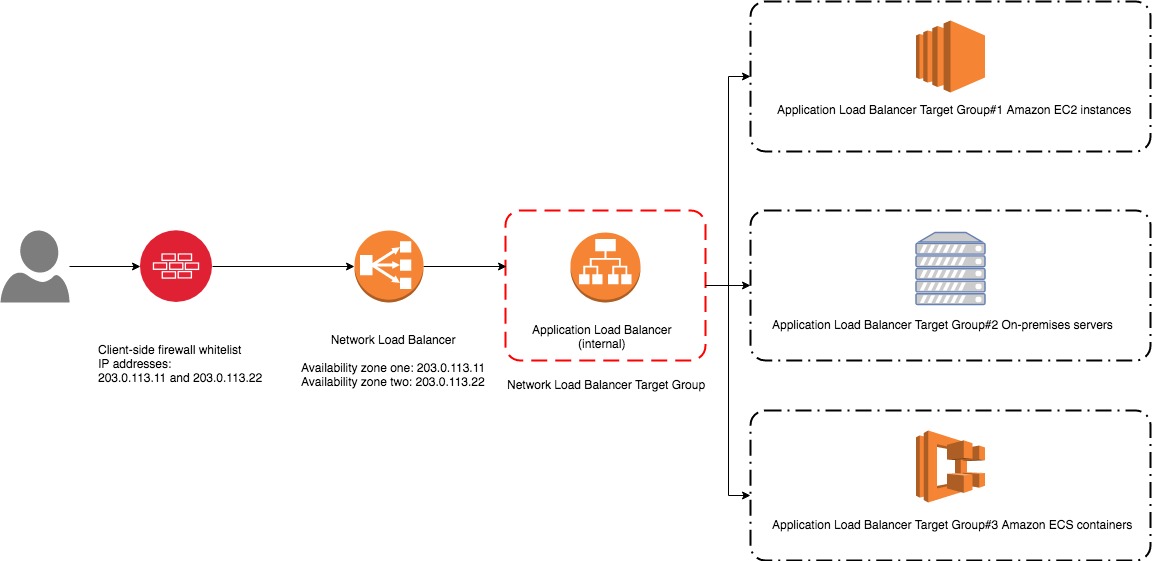 Application Load Balancer Target Group#1 Amazon EC2 instances
Client-side firewall whitelist
IP addresses:
203.0.113.11 and 203.0.113.22
Network Load Balancer
Availability zone one: 203.0.113.11
Availability zone two: 203.0.113.22
Application Load Balancer
(internal)
Network Load Balancer Target Group
Application Load Balancer Target Group#2 On-premises servers
Application Load Balancer Target Group#3 Amazon ECS containers